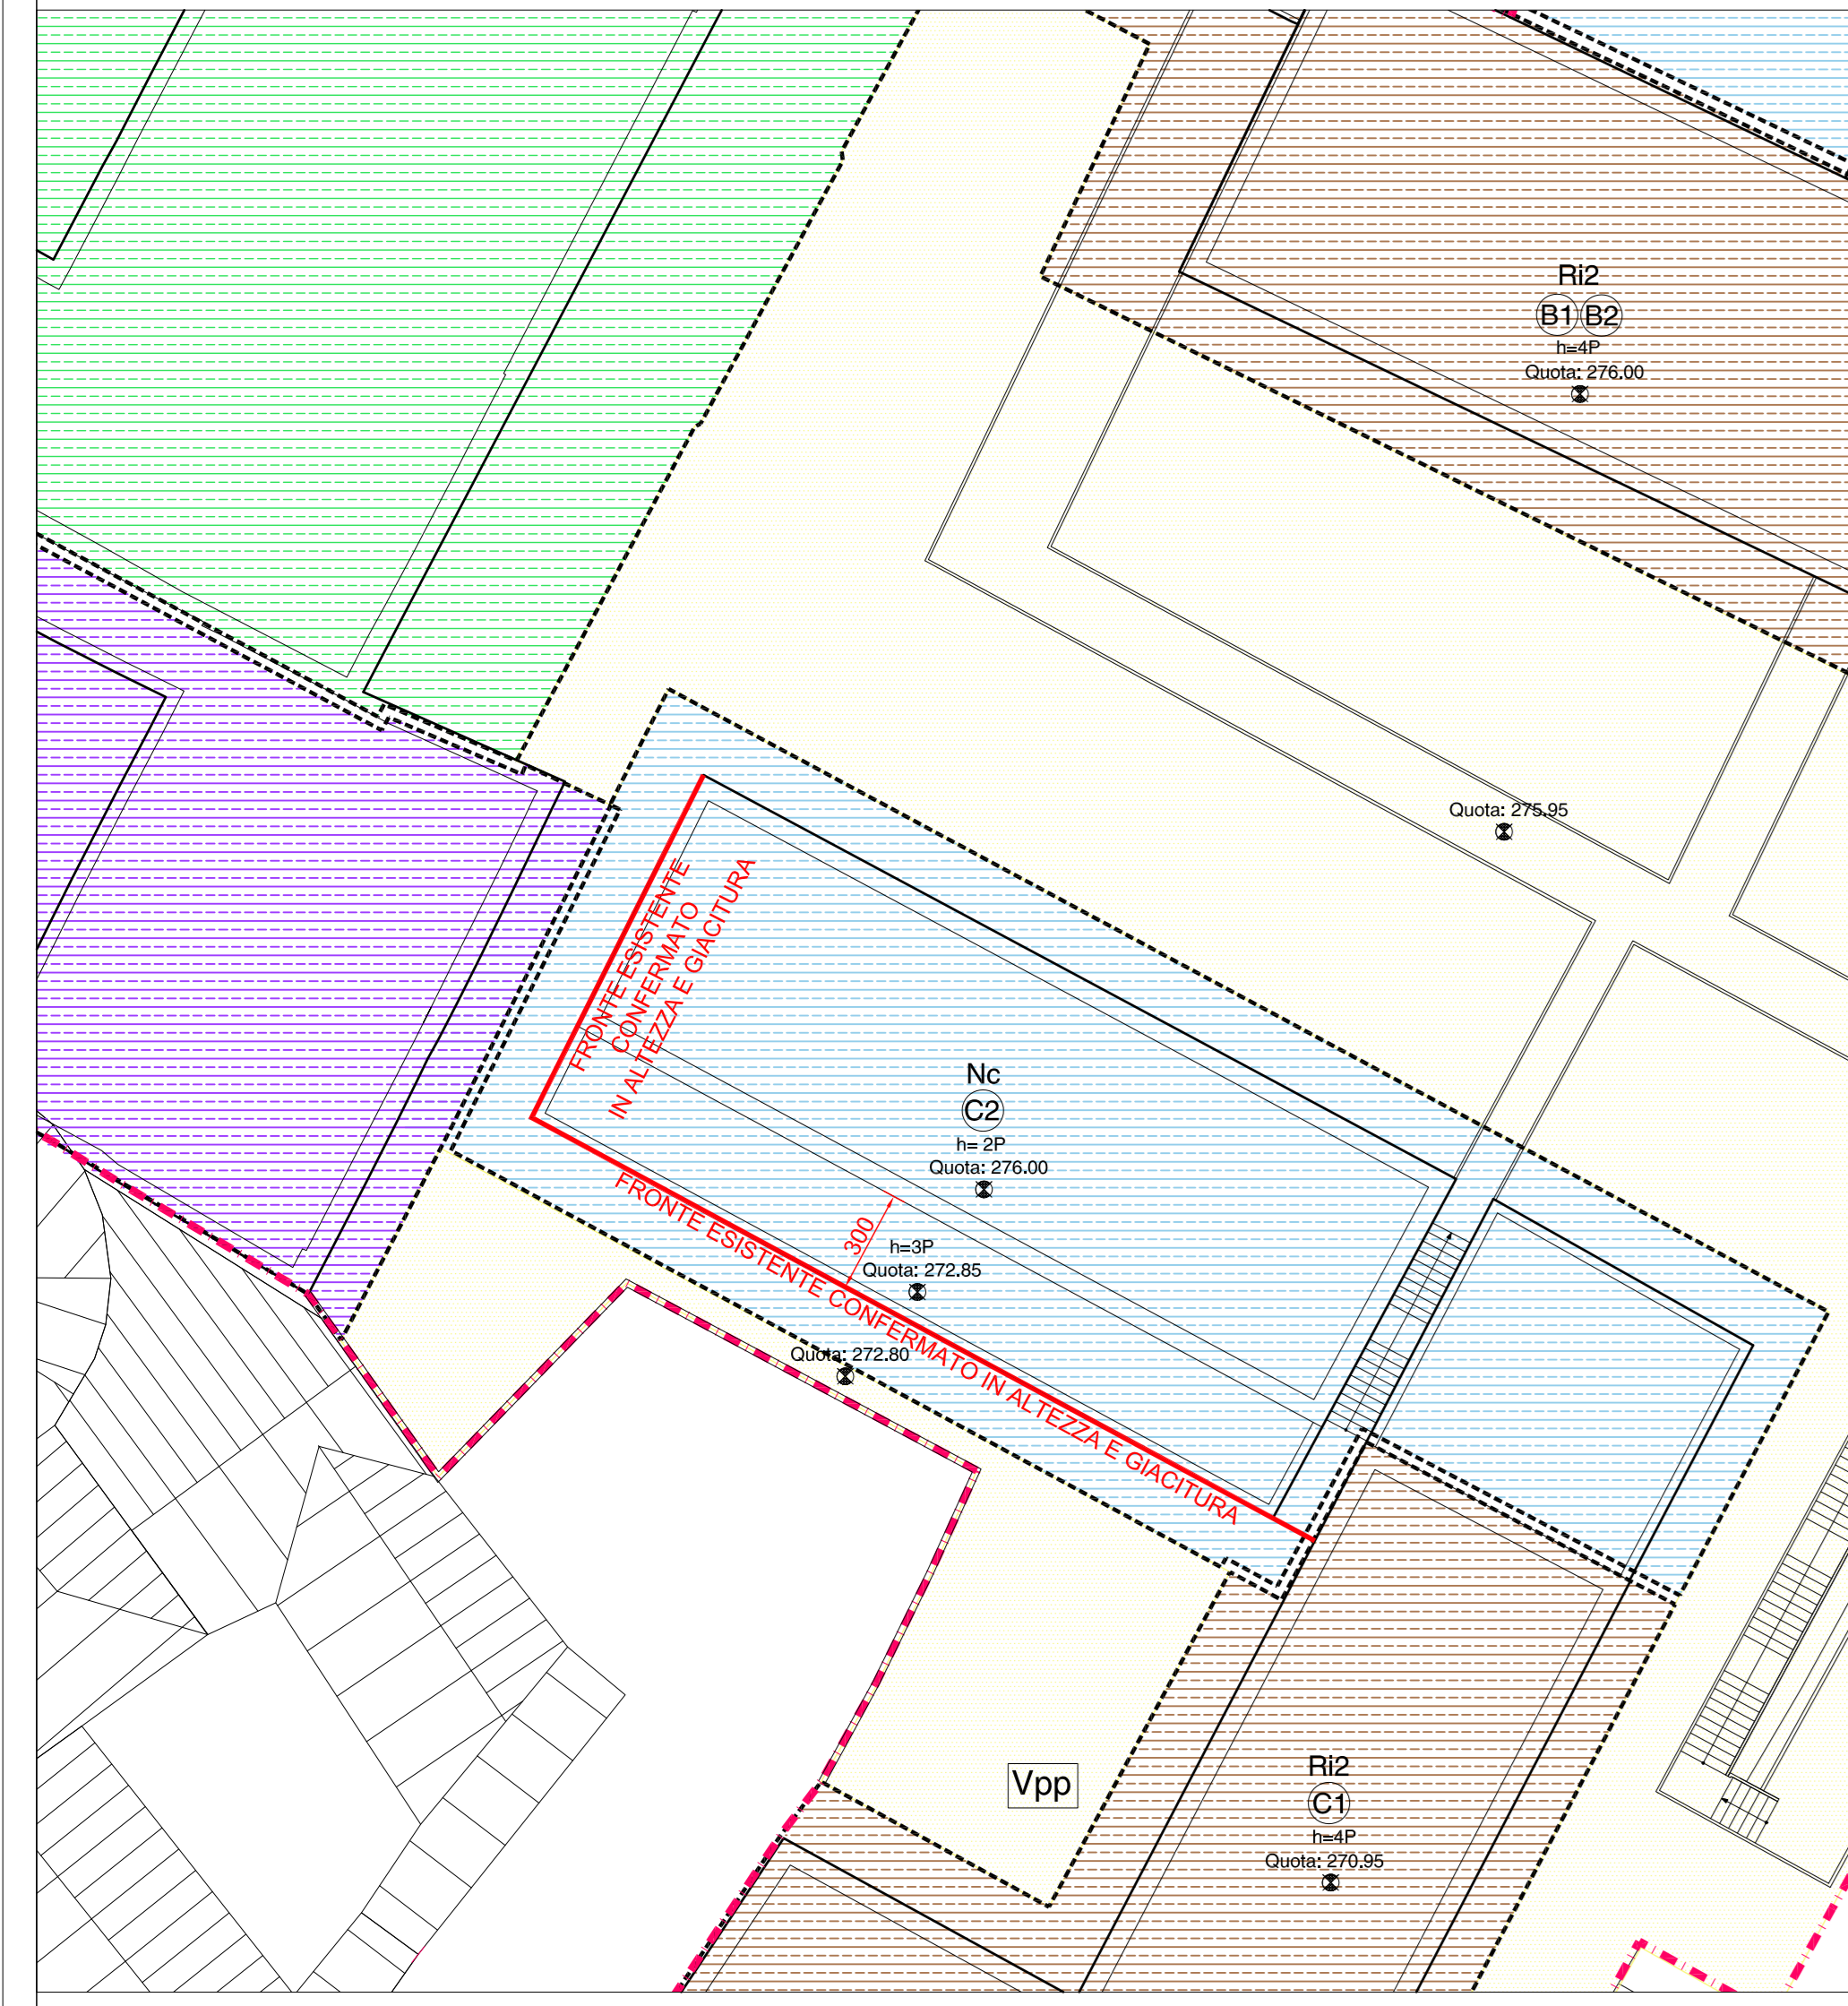 Ri2
B1 B2
h=4P
Quota: 276.00
Quota: 275.95
FRONTE ESISTENTE
CONFERMATO
IN ALTEZZA E GIACITURA
Nc
C2
h= 2P
Quota: 276.00
300
h=3P
Quota: 272.85
FRONTE ESISTENTE CONFERMATO IN ALTEZZA E GIACITURA
Quota: 272.80
Vpp
Ri2
C1
h=4P
Quota: 270.95